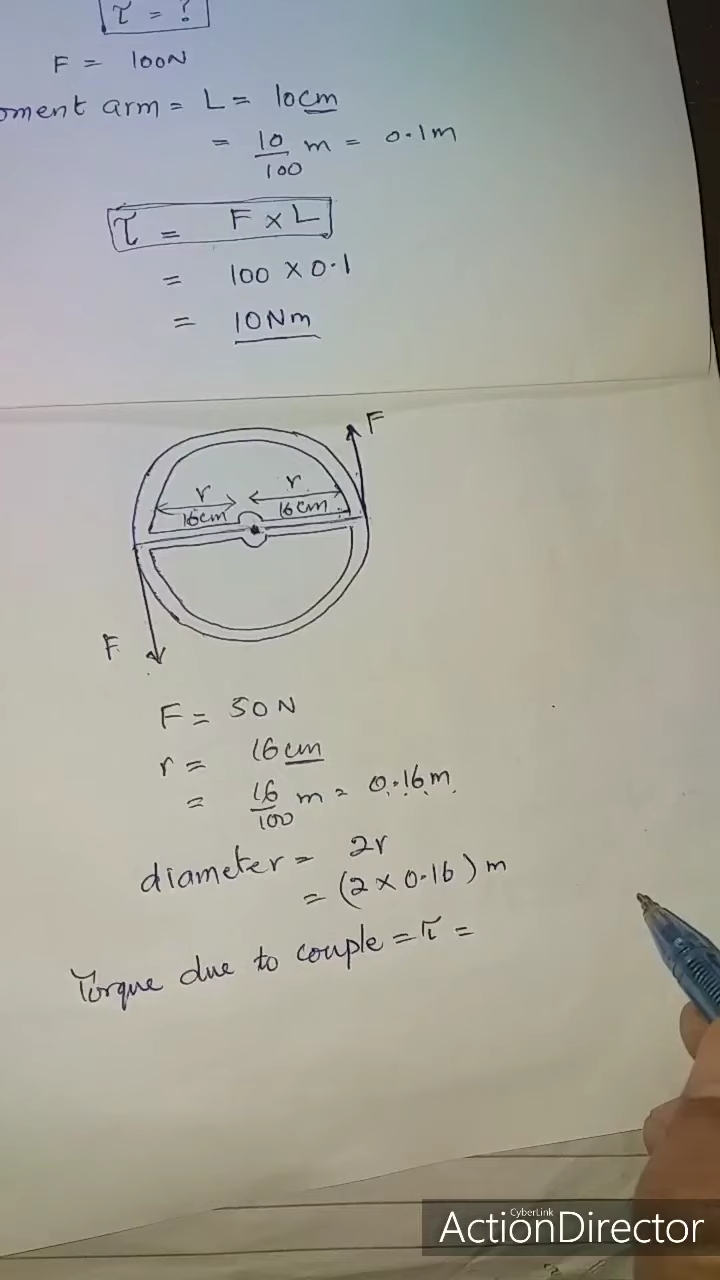 τ = ?
F = 100N
oment arm = L = 10cm
= 10/100 m = 0.1m
τ = F × L
= 100 × 0.1
= 10Nm
F
r r
16cm 16cm
F
F = 50N
r = 16cm
= 16/100 m = 0.16m
diameter = 2r
= (2 × 0.16) m
Torque due to couple = τ =
CyberLink
ActionDirector